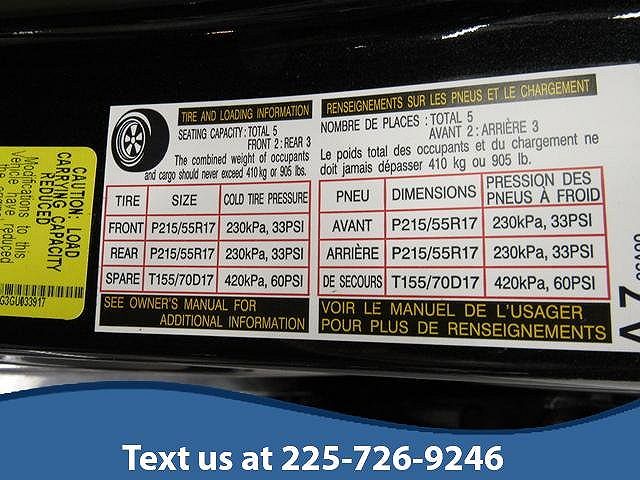 TIRE AND LOADING INFORMATION
SEATING CAPACITY : TOTAL 5
FRONT 2 : REAR 3
The combined weight of occupants
and cargo should never exceed 410 kg or 905 lbs.
TIRE SIZE COLD TIRE PRESSURE
FRONT P215/55R17 230kPa, 33PSI
REAR P215/55R17 230kPa, 33PSI
SPARE T155/70D17 420kPa, 60PSI
SEE OWNER'S MANUAL FOR
ADDITIONAL INFORMATION
RENSEIGNEMENTS SUR LES PNEUS ET LE CHARGEMENT
NOMBRE DE PLACES : TOTAL 5
AVANT 2 : ARRIÈRE 3
Le poids total des occupants et du chargement ne
doit jamais dépasser 410 kg ou 905 lb.
PNEU DIMENSIONS PRESSION DES
PNEUS À FROID
AVANT P215/55R17 230kPa, 33PSI
ARRIÈRE P215/55R17 230kPa, 33PSI
DE SECOURS T155/70D17 420kPa, 60PSI
VOIR LE MANUEL DE L'USAGER
POUR PLUS DE RENSEIGNEMENTS
CAUTION: LOAD
CARRYING CAPACITY
REDUCED
Modifications to this
vehicle have reduced
G3GU033917
Text us at 225-726-9246